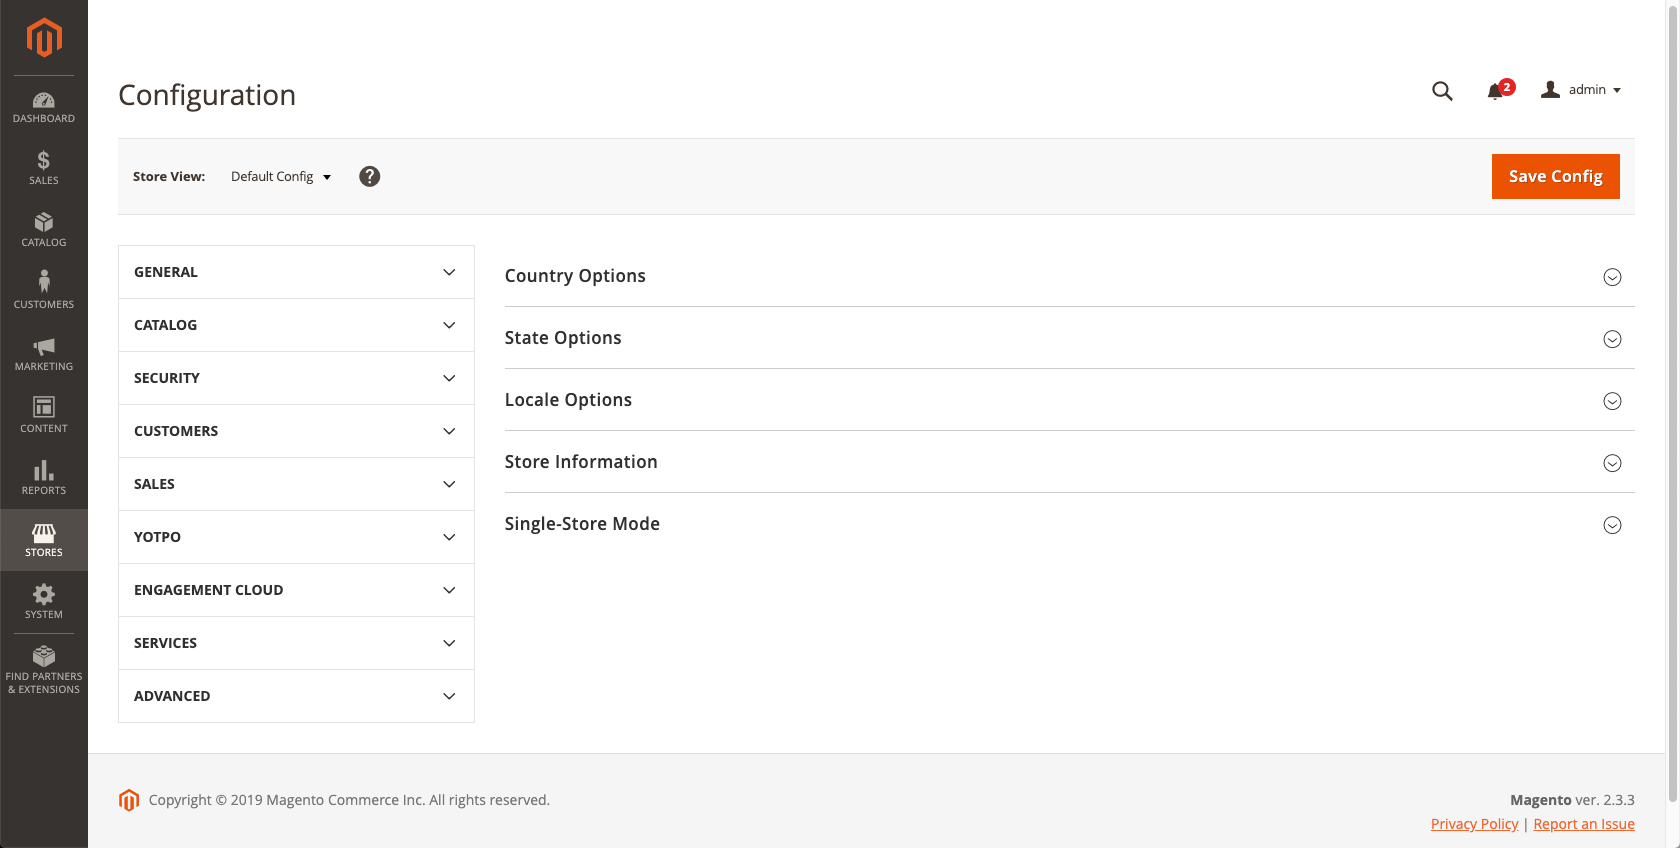 DASHBOARD
SALES
CATALOG
CUSTOMERS
MARKETING
CONTENT
REPORTS
STORES
SYSTEM
FIND PARTNERS
& EXTENSIONS
Configuration
2
admin
Store View: Default Config ?
Save Config
GENERAL
CATALOG
SECURITY
CUSTOMERS
SALES
YOTPO
ENGAGEMENT CLOUD
SERVICES
ADVANCED
Country Options
State Options
Locale Options
Store Information
Single-Store Mode
Copyright © 2019 Magento Commerce Inc. All rights reserved.
Magento ver. 2.3.3
Privacy Policy | Report an Issue